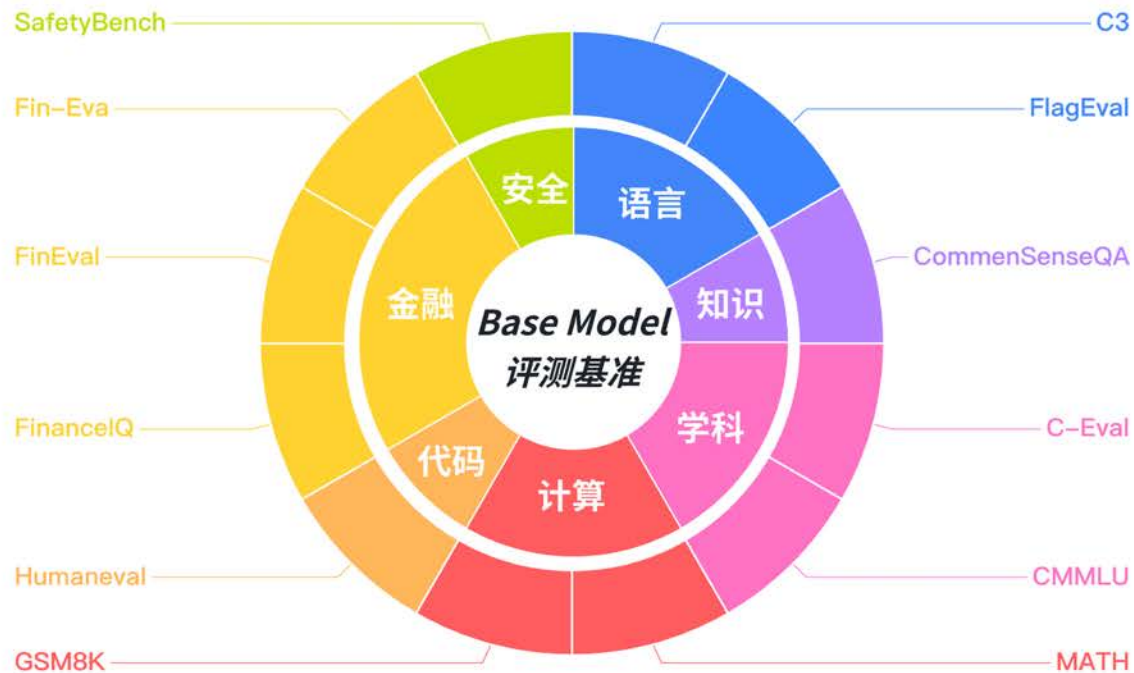 SafetyBench
C3
Fin-Eva
FlagEval
安全
语言
FinEval
CommenSenseQA
金融
知识
Base Model
评测基准
FinanceIQ
C-Eval
学科
代码
计算
Humaneval
CMMLU
GSM8K
MATH